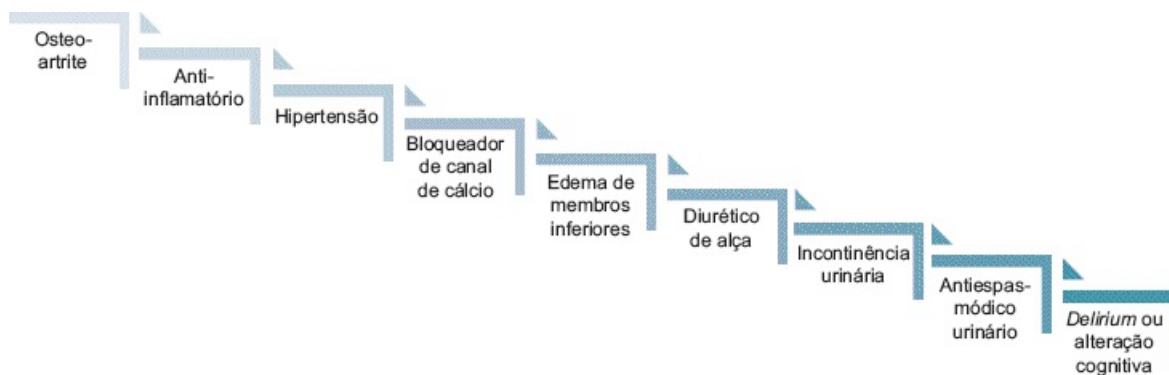 Osteo-
artrite
Anti-
inflamatório
Hipertensão
Bloqueador
de canal
de cálcio
Edema de
membros
inferiores
Diurético
de alça
Incontinência
urinária
Antiespas-
módico
urinário
Delirium ou
alteração
cognitiva